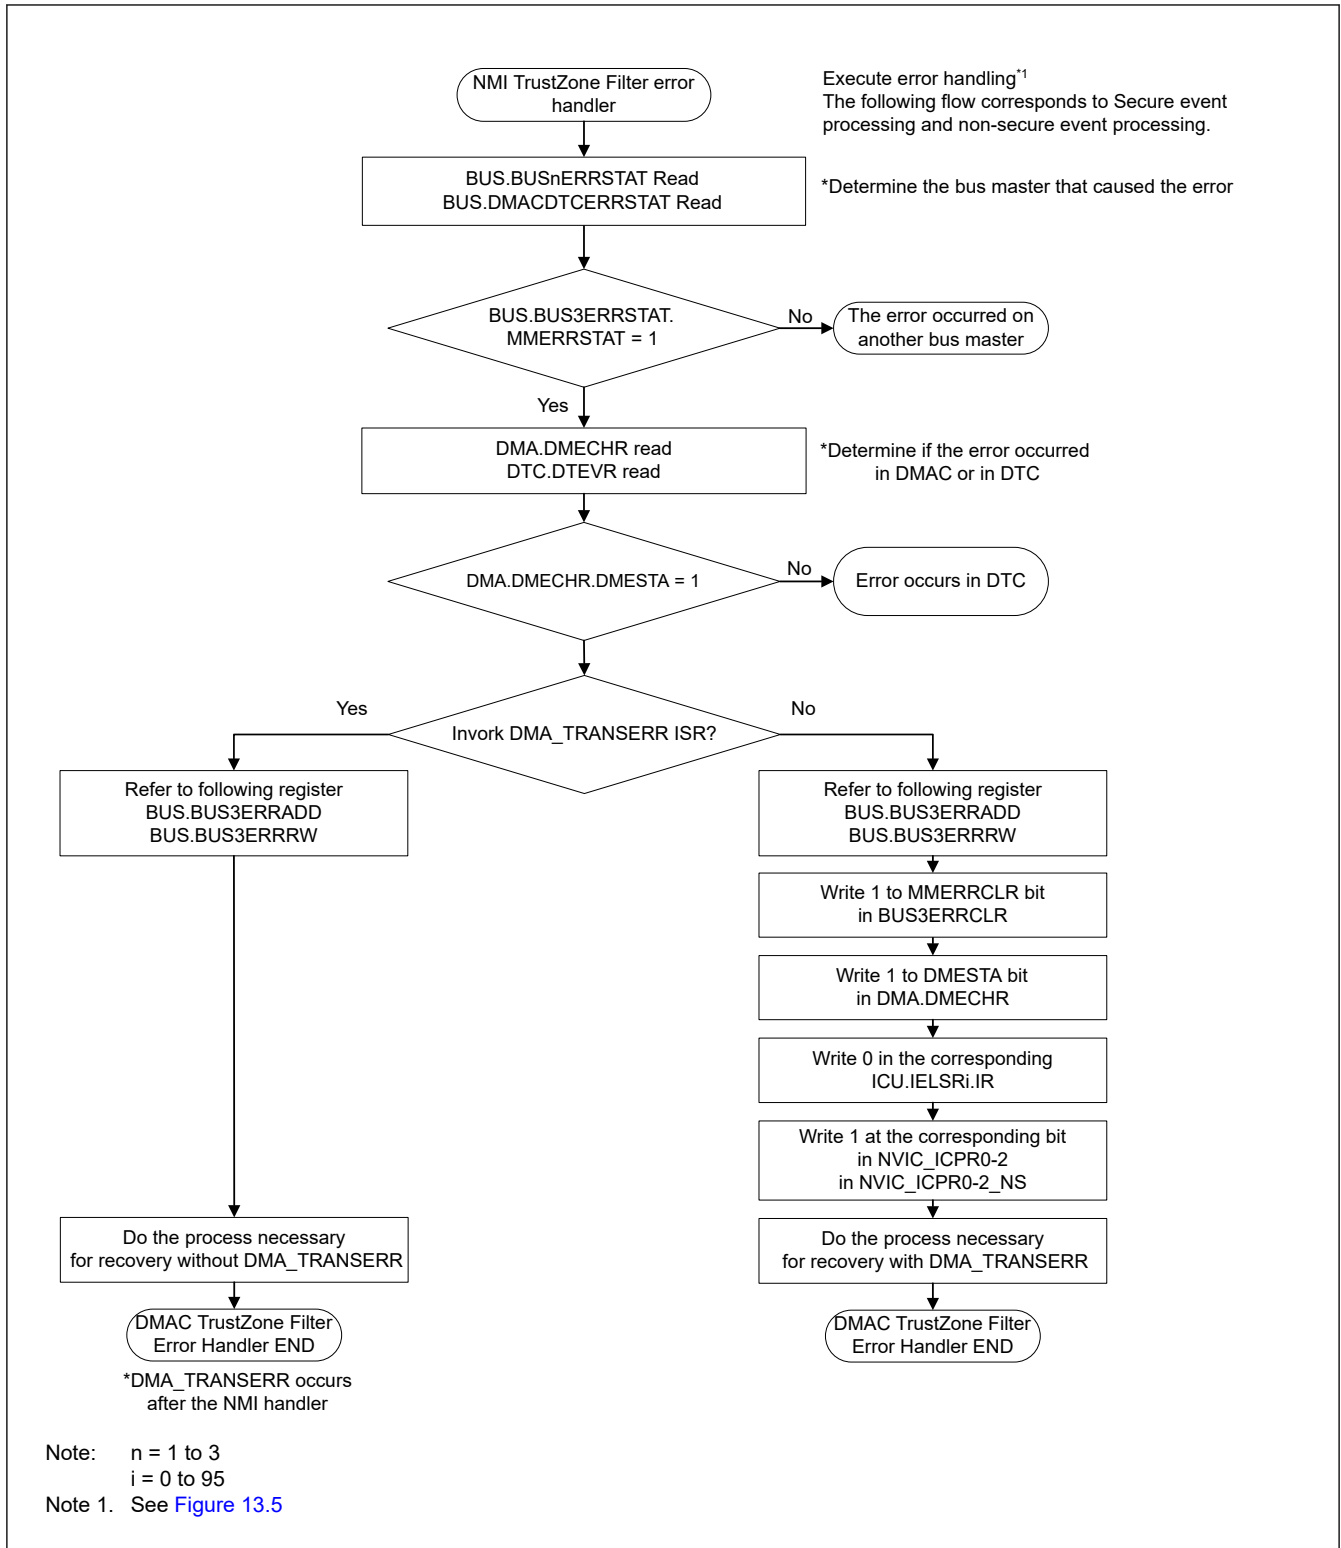 NMI TrustZone Filter error
handler
Execute error handling*1
The following flow corresponds to Secure event
processing and non-secure event processing.
BUS.BUSnERRSTAT Read
BUS.DMACDTCERRSTAT Read
*Determine the bus master that caused the error
BUS.BUS3ERRSTAT.
MMERRSTAT = 1
No
The error occurred on
another bus master
Yes
DMA.DMECHR read
DTC.DTEVR read
*Determine if the error occurred
in DMAC or in DTC
DMA.DMECHR.DMESTA = 1
No
Error occurs in DTC
Invork DMA_TRANSERR ISR?
Yes
No
Refer to following register
BUS.BUS3ERRADD
BUS.BUS3ERRRW
Refer to following register
BUS.BUS3ERRADD
BUS.BUS3ERRRW
Write 1 to MMERRCLR bit
in BUS3ERRCLR
Write 1 to DMESTA bit
in DMA.DMECHR
Write 0 in the corresponding
ICU.IELSRi.IR
Write 1 at the corresponding bit
in NVIC_ICPR0-2
in NVIC_ICPR0-2_NS
Do the process necessary
for recovery without DMA_TRANSERR
Do the process necessary
for recovery with DMA_TRANSERR
DMAC TrustZone Filter
Error Handler END
DMAC TrustZone Filter
Error Handler END
*DMA_TRANSERR occurs
after the NMI handler
Note: n = 1 to 3
i = 0 to 95
Note 1. See Figure 13.5